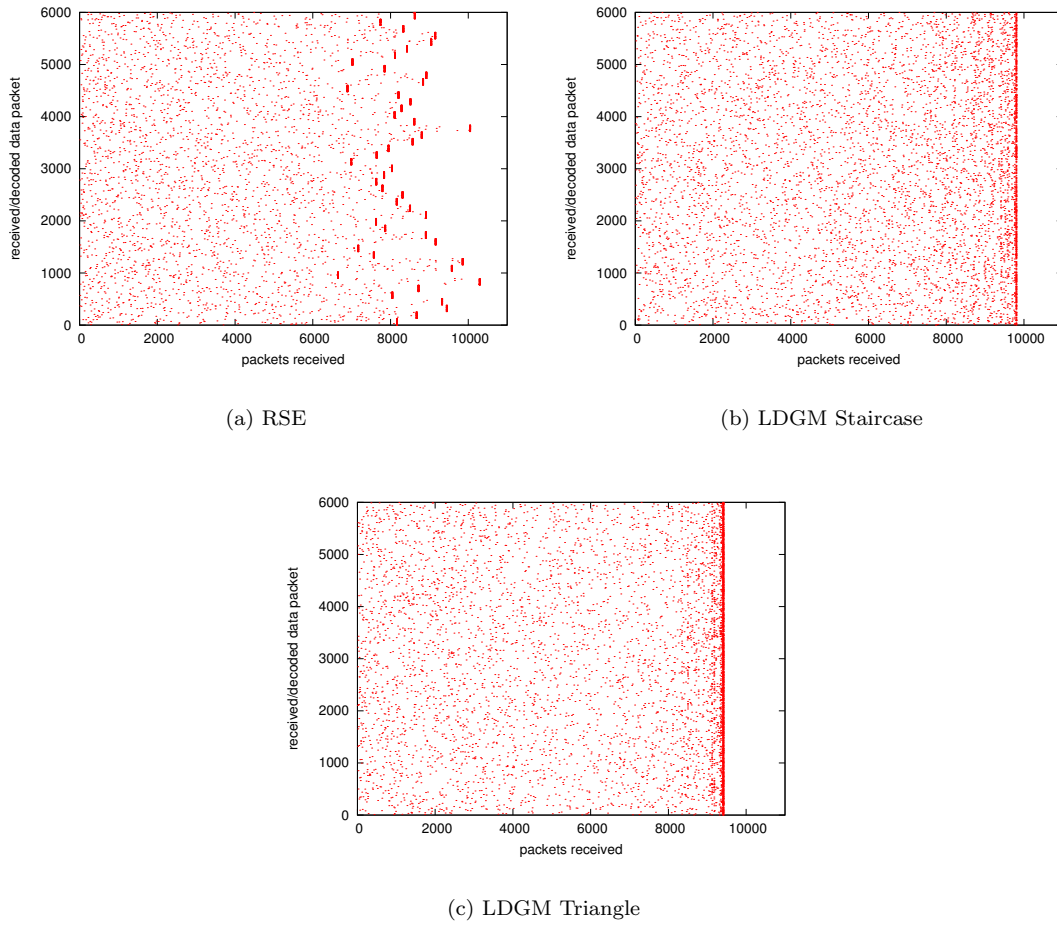 6000
5000
4000
3000
2000
1000
0
received/decoded data packet
0 2000 4000 6000 8000 10000
packets received
(a) RSE
6000
5000
4000
3000
2000
1000
0
received/decoded data packet
0 2000 4000 6000 8000 10000
packets received
(b) LDGM Staircase
6000
5000
4000
3000
2000
1000
0
received/decoded data packet
0 2000 4000 6000 8000 10000
packets received
(c) LDGM Triangle